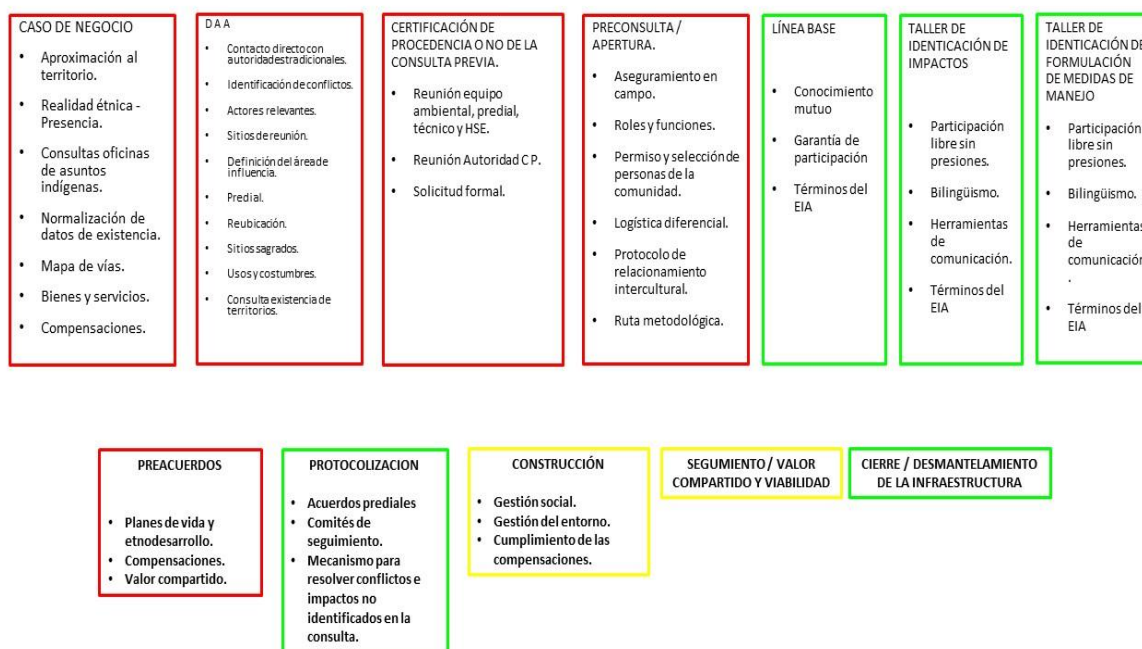 CASO DE NEGOCIO
• Aproximación al
territorio.
• Realidad étnica -
Presencia.
• Consultas oficinas
de asuntos
indígenas.
• Normalización de
datos de existencia.
• Mapa de vías.
• Bienes y servicios.
• Compensaciones.
D A A
• Contacto directo con
autoridades tradicionales.
• Identificación de conflictos.
• Actores relevantes.
• Sitios de reunión.
• Definición del área de
influencia.
• Predial.
• Reubicación.
• Sitios sagrados.
• Usos y costumbres.
• Consulta existencia de
territorios.
CERTIFICACIÓN DE
PROCEDENCIA O NO DE LA
CONSULTA PREVIA.
• Reunión equipo
ambiental, predial,
técnico y HSE.
• Reunión Autoridad C P.
• Solicitud formal.
PRECONSULTA /
APERTURA.
• Aseguramiento en
campo.
• Roles y funciones.
• Permiso y selección de
personas de la
comunidad.
• Logística diferencial.
• Protocolo de
relacionamiento
intercultural.
• Ruta metodológica.
LÍNEA BASE
• Conocimiento
mutuo
• Garantía de
participación
• Términos del
EIA
TALLER DE
IDENTICACIÓN DE
IMPACTOS
• Participación
libre sin
presiones.
• Bilingüismo.
• Herramientas
de
comunicación.
• Términos del
EIA
TALLER DE
IDENTICACIÓN DE
FORMULACIÓN
DE MEDIDAS DE
MANEJO
• Participación
libre sin
presiones.
• Bilingüismo.
• Herramientas
de
comunicación
.
• Términos del
EIA
PREACUERDOS
• Planes de vida y
etnodesarrollo.
• Compensaciones.
• Valor compartido.
PROTOCOLIZACION
• Acuerdos prediales
• Comités de
seguimiento.
• Mecanismo para
resolver conflictos e
impactos no
identificados en la
consulta.
CONSTRUCCIÓN
• Gestión social.
• Gestión del entorno.
• Cumplimiento de las
compensaciones.
SEGUMIENTO / VALOR
COMPARTIDO Y VIABILIDAD
CIERRE / DESMANTELAMIENTO
DE LA INFRAESTRUCTURA